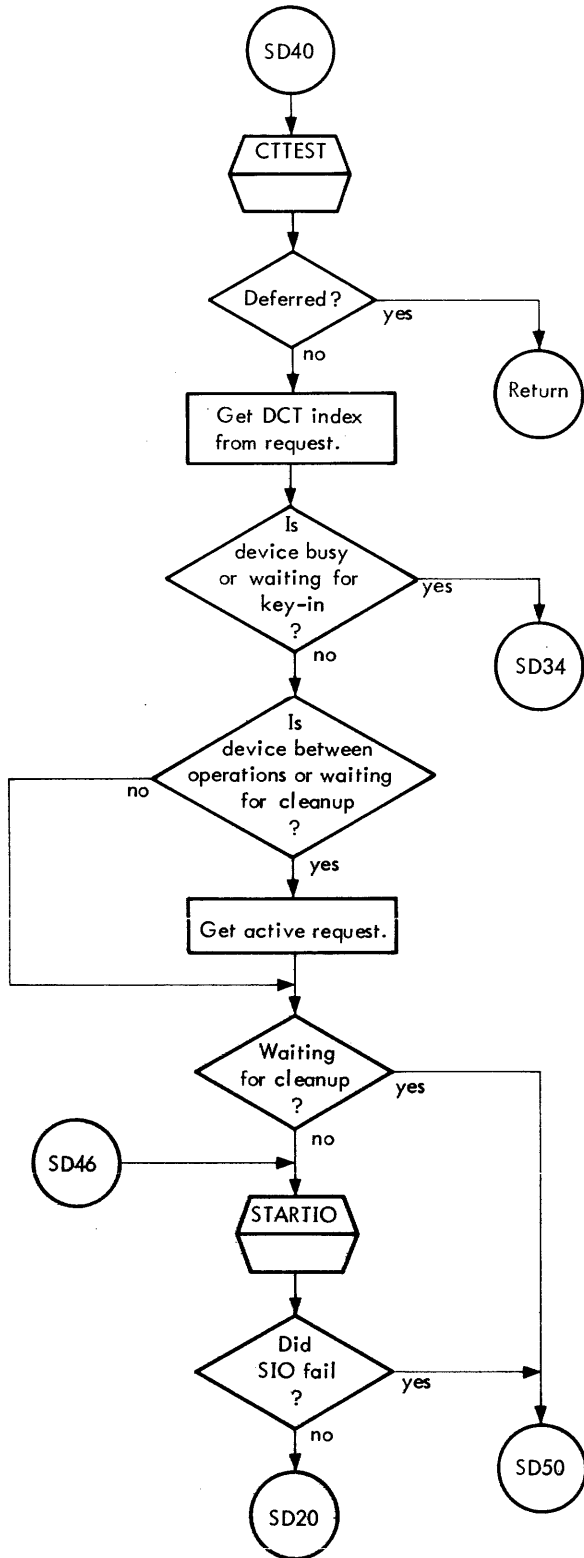 SD40
CTTEST
Deferred?
yes
no
Return
Get DCT index
from request.
Is
device busy
or waiting for
key-in
?
yes
no
SD34
Is
device between
operations or waiting
for cleanup
?
no
yes
Get active request.
Waiting
for cleanup
?
yes
no
SD46
STARTIO
Did
SIO fail
?
yes
no
SD50
SD20